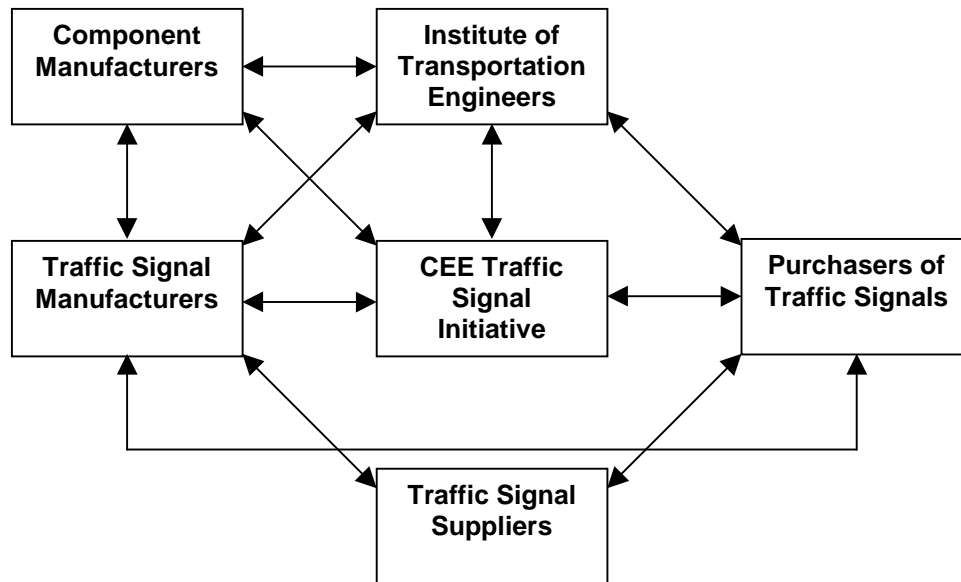 Component
Manufacturers
Institute of
Transportation
Engineers
Traffic Signal
Manufacturers
CEE Traffic
Signal
Initiative
Purchasers of
Traffic Signals
Traffic Signal
Suppliers